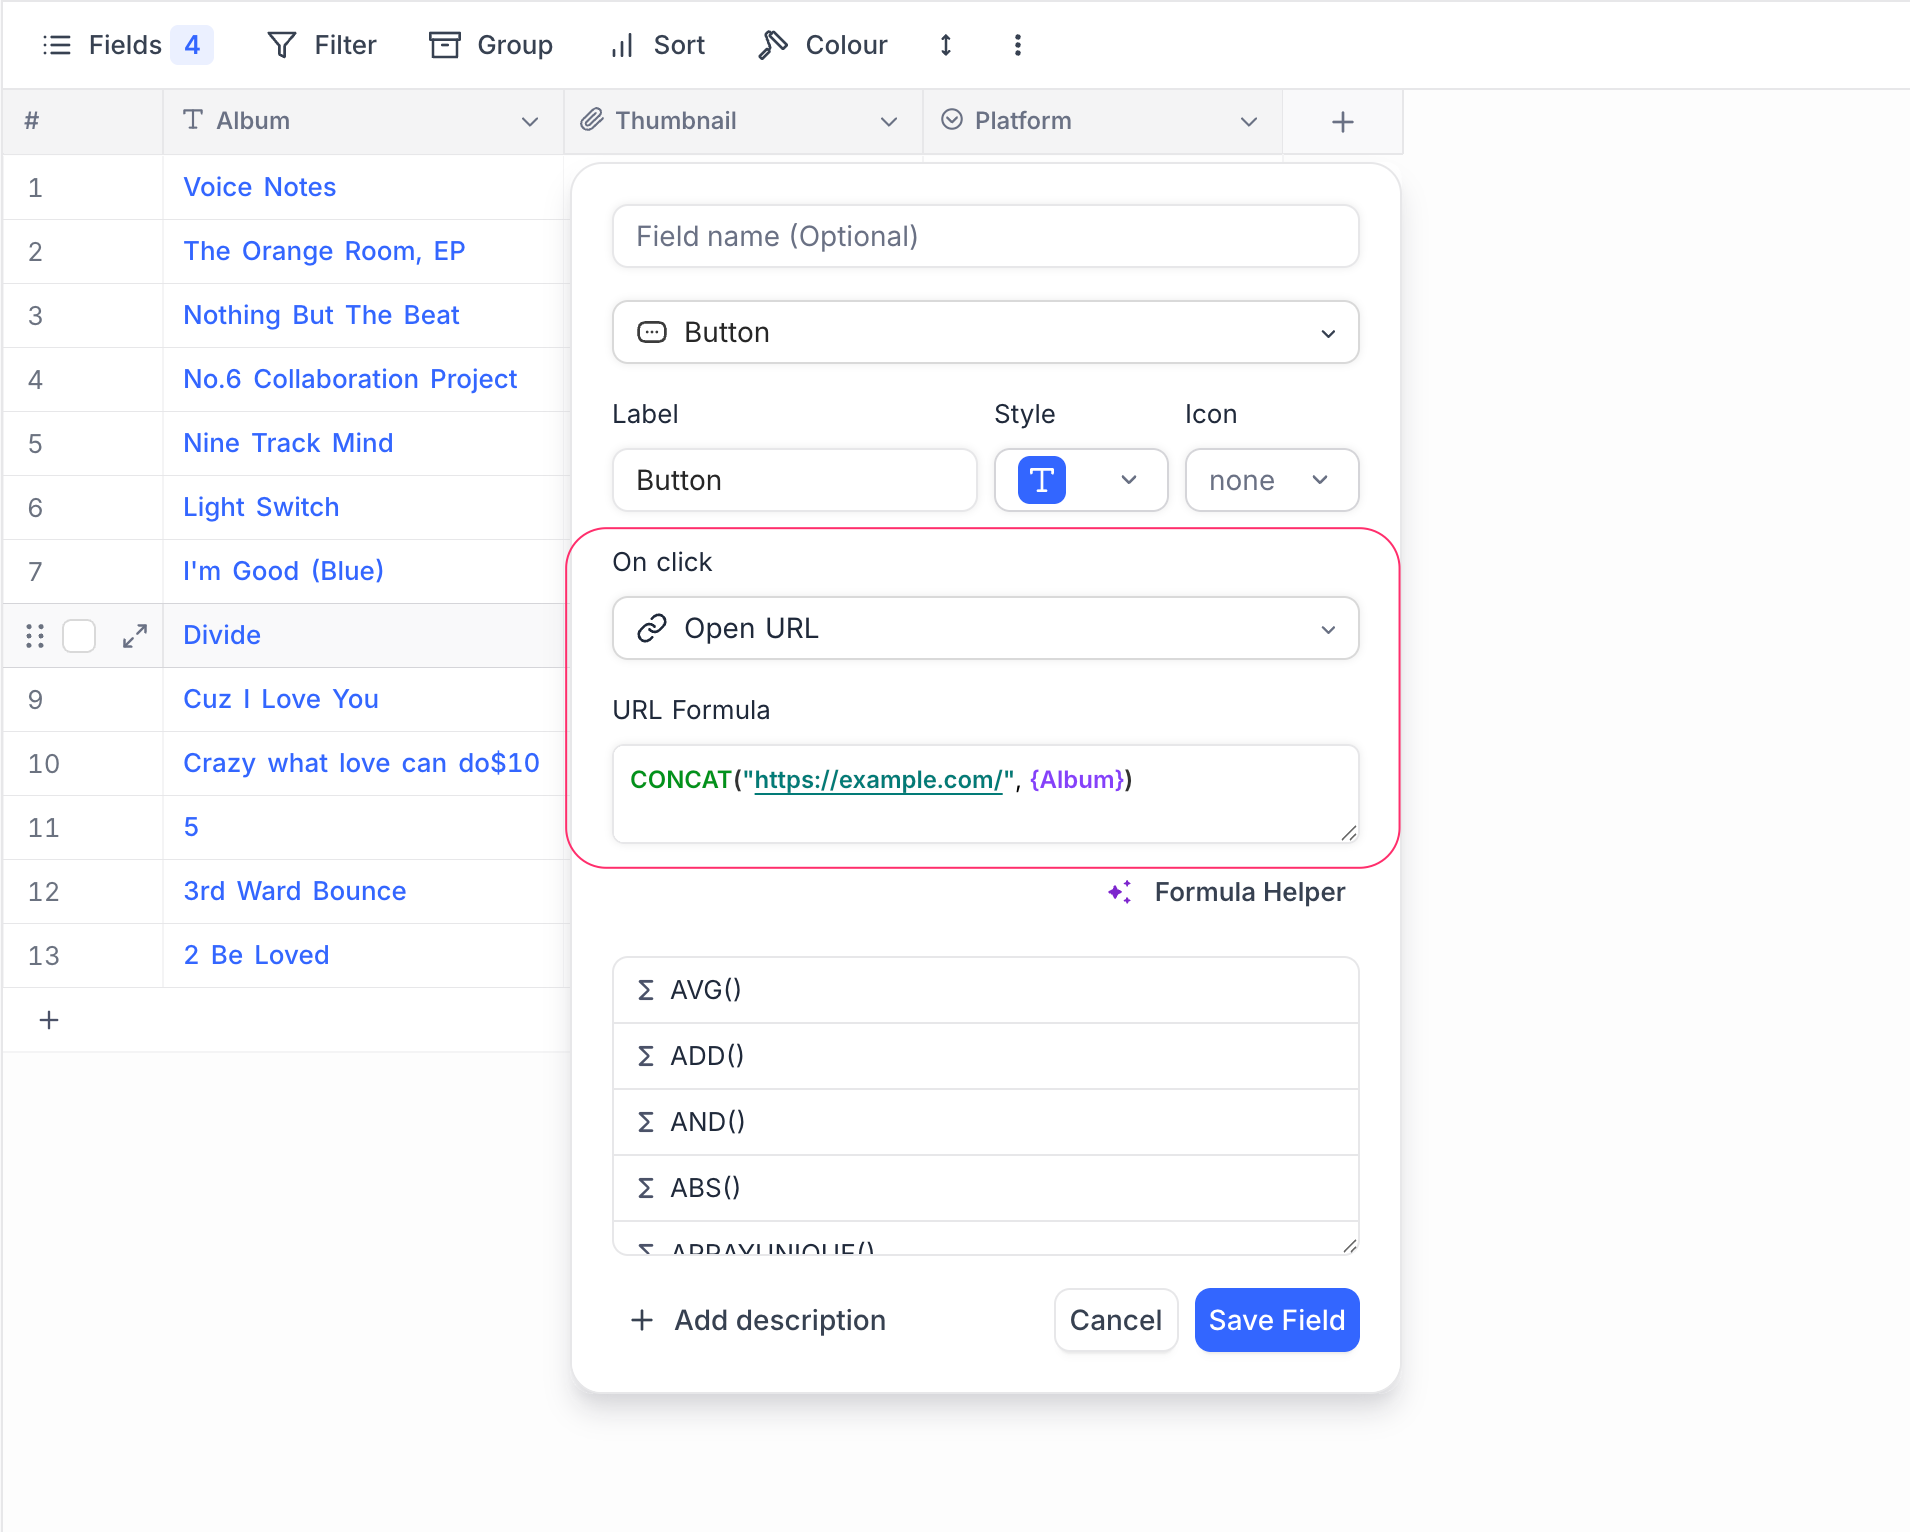 Fields 4 Filter Group Sort Colour
# Album Thumbnail Platform
1 Voice Notes
2 The Orange Room, EP
3 Nothing But The Beat
4 No.6 Collaboration Project
5 Nine Track Mind
6 Light Switch
7 I'm Good (Blue)
Divide
9 Cuz I Love You
10 Crazy what love can do$10
11 5
12 3rd Ward Bounce
13 2 Be Loved
Field name (Optional)
Button
Label Style Icon
Button T none
On click
Open URL
URL Formula
CONCAT("https://example.com/", {Album})
Formula Helper
Σ AVG()
Σ ADD()
Σ AND()
Σ ABS()
Σ ARRAYUNIQUE()
Add description Cancel Save Field